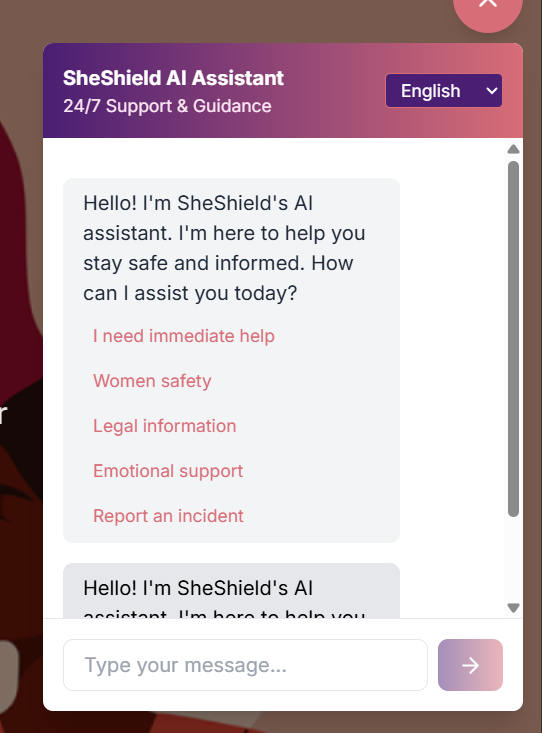 SheShield AI Assistant
24/7 Support & Guidance
English
Hello! I'm SheShield's AI
assistant. I'm here to help you
stay safe and informed. How
can I assist you today?
I need immediate help
Women safety
Legal information
Emotional support
Report an incident
r
Hello! I'm SheShield's AI
assistant. I'm here to help you
Type your message...